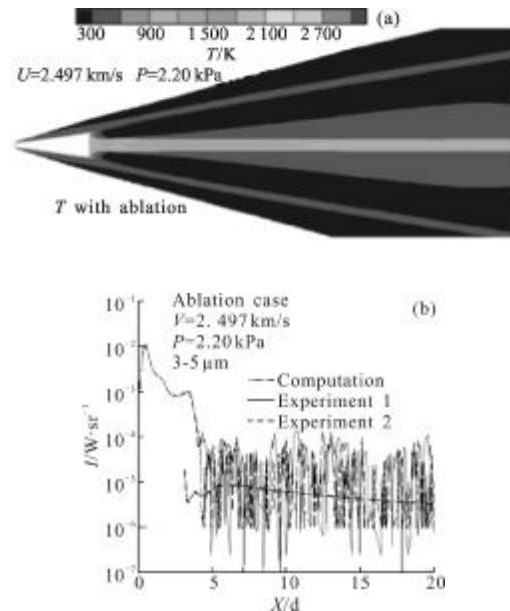 (a)
300 900 1 500 2 100 2 700
T/K
U=2.497 km/s P=2.20 kPa
T with ablation
(b)
Ablation case
V=2. 497 km/s
P=2.20 kPa
3-5 μm
Computation
Experiment 1
Experiment 2
J/W·sr⁻¹
10⁻¹
10⁻²
10⁻³
10⁻⁴
10⁻⁵
10⁻⁶
10⁻⁷
0 5 10 15 20
X/d